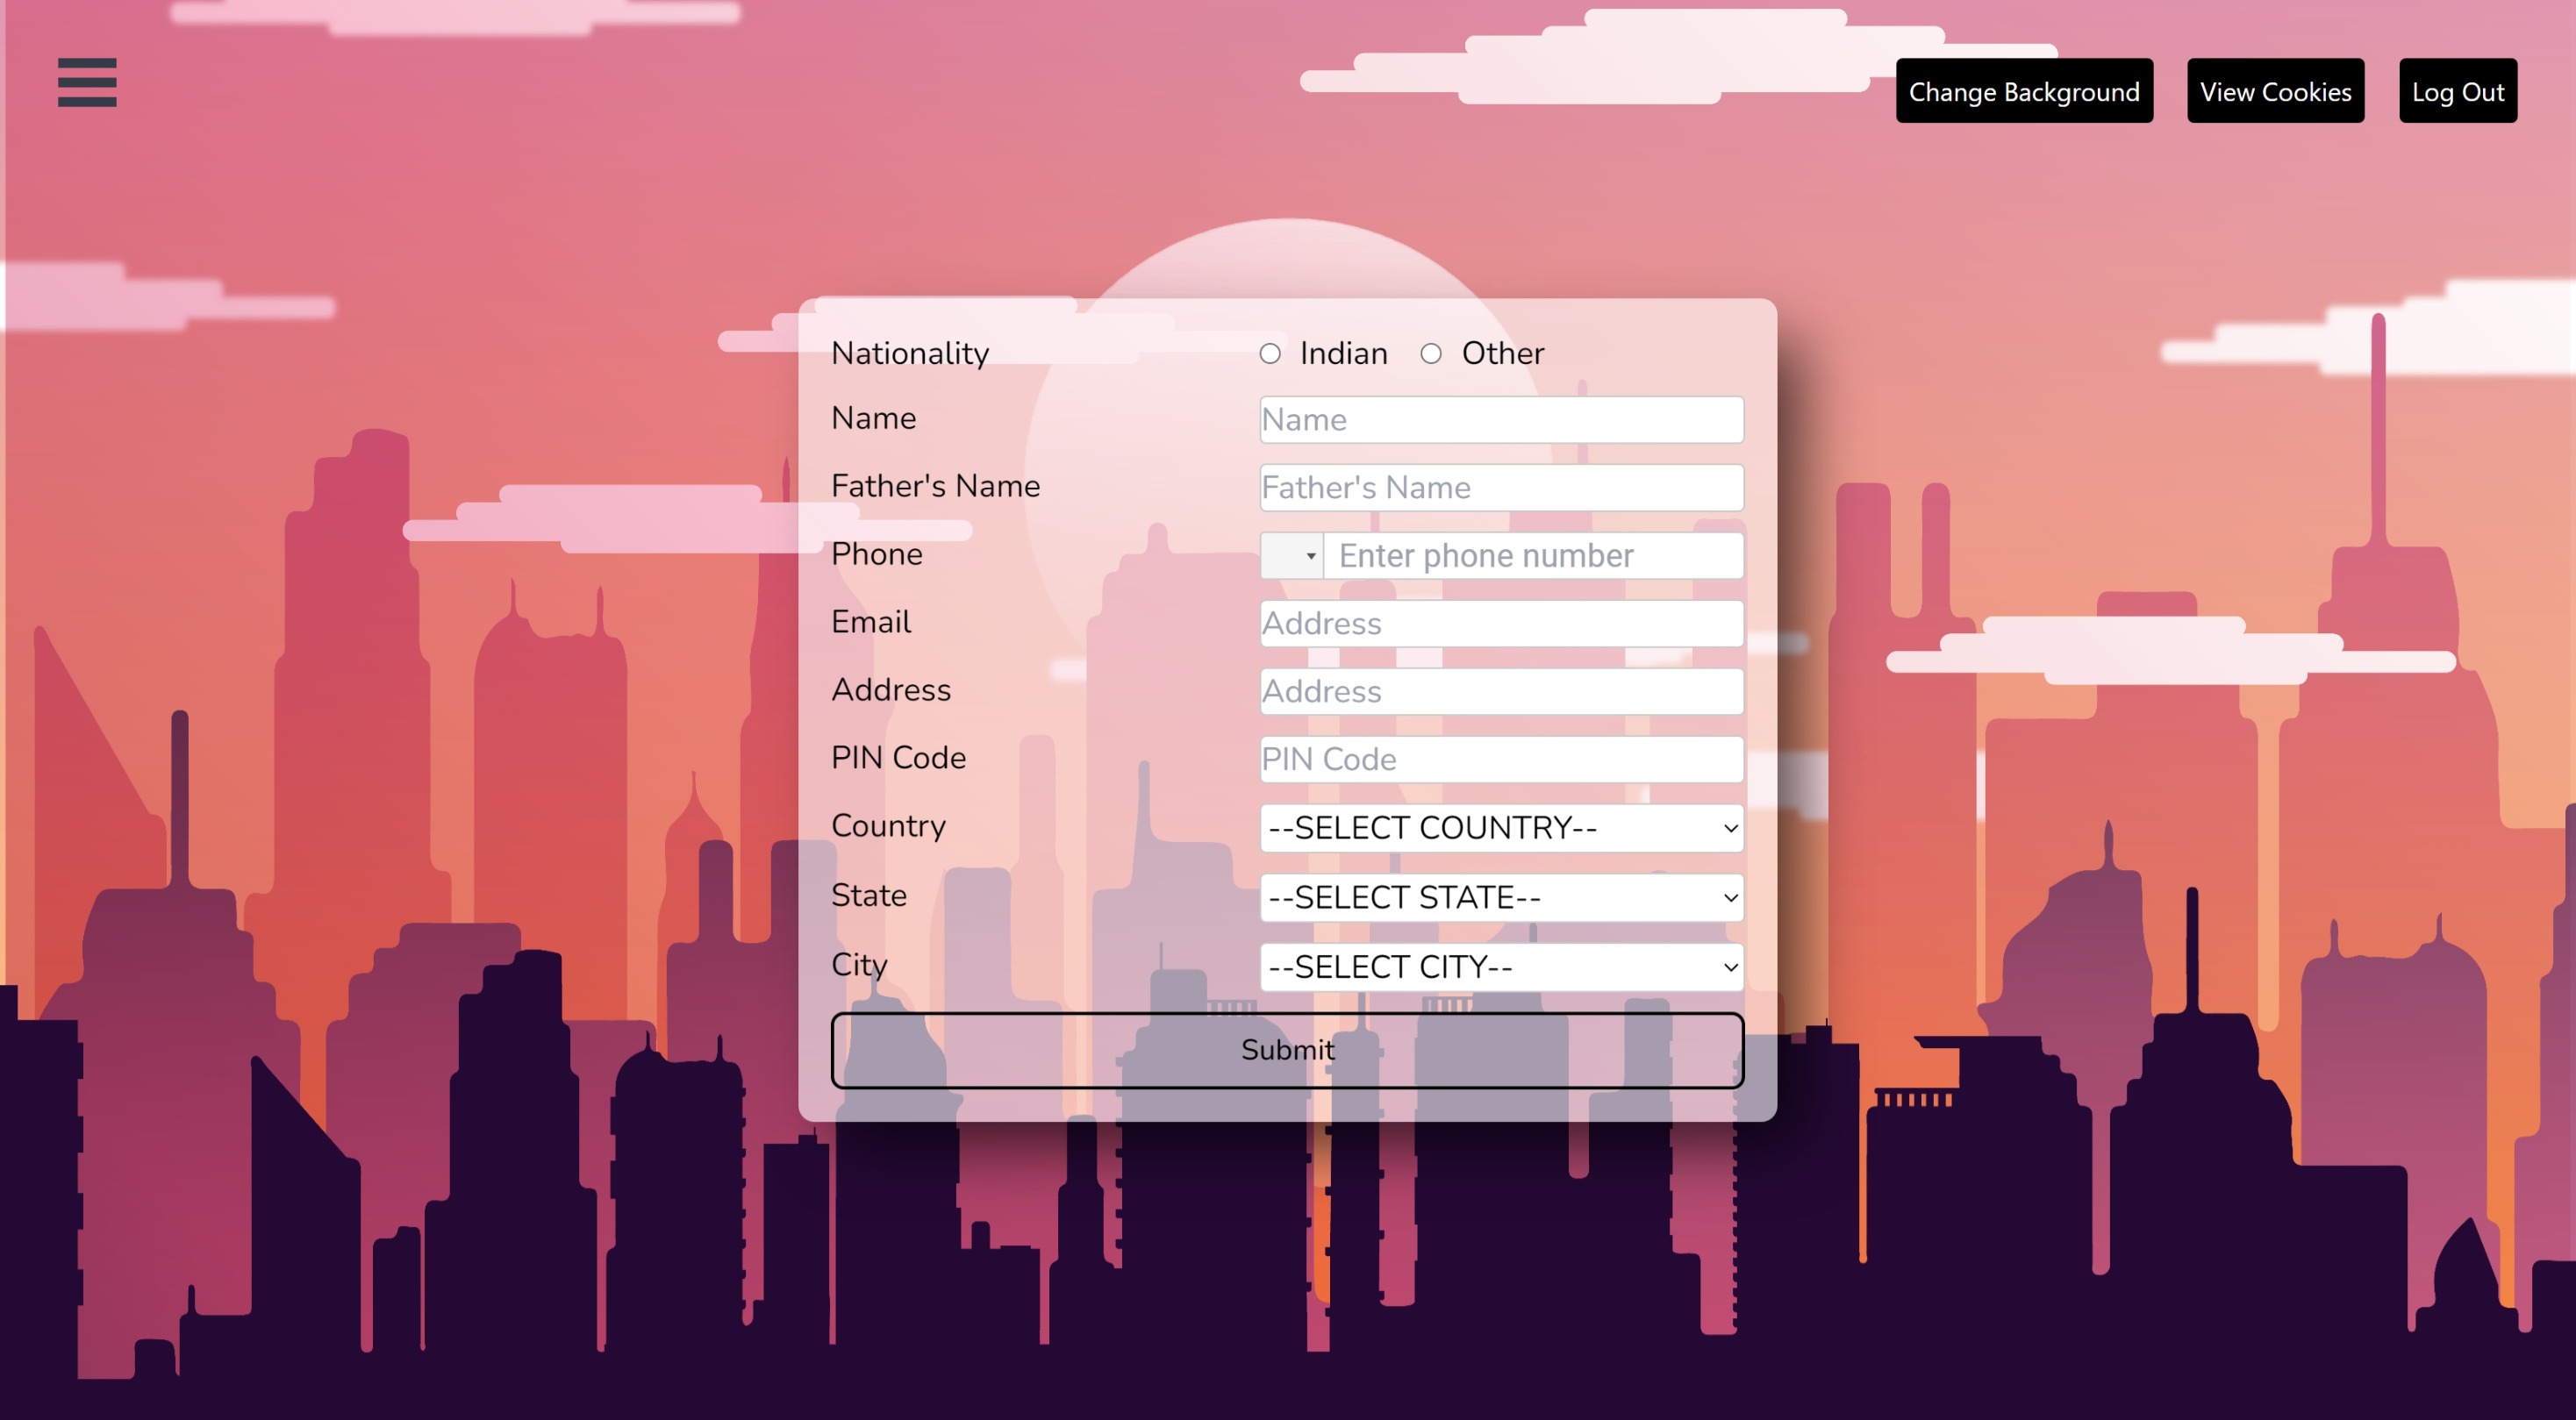 Change Background View Cookies Log Out
Nationality Indian Other
Name Name
Father's Name Father's Name
Phone Enter phone number
Email Address
Address Address
PIN Code PIN Code
Country --SELECT COUNTRY--
State --SELECT STATE--
City --SELECT CITY--
Submit